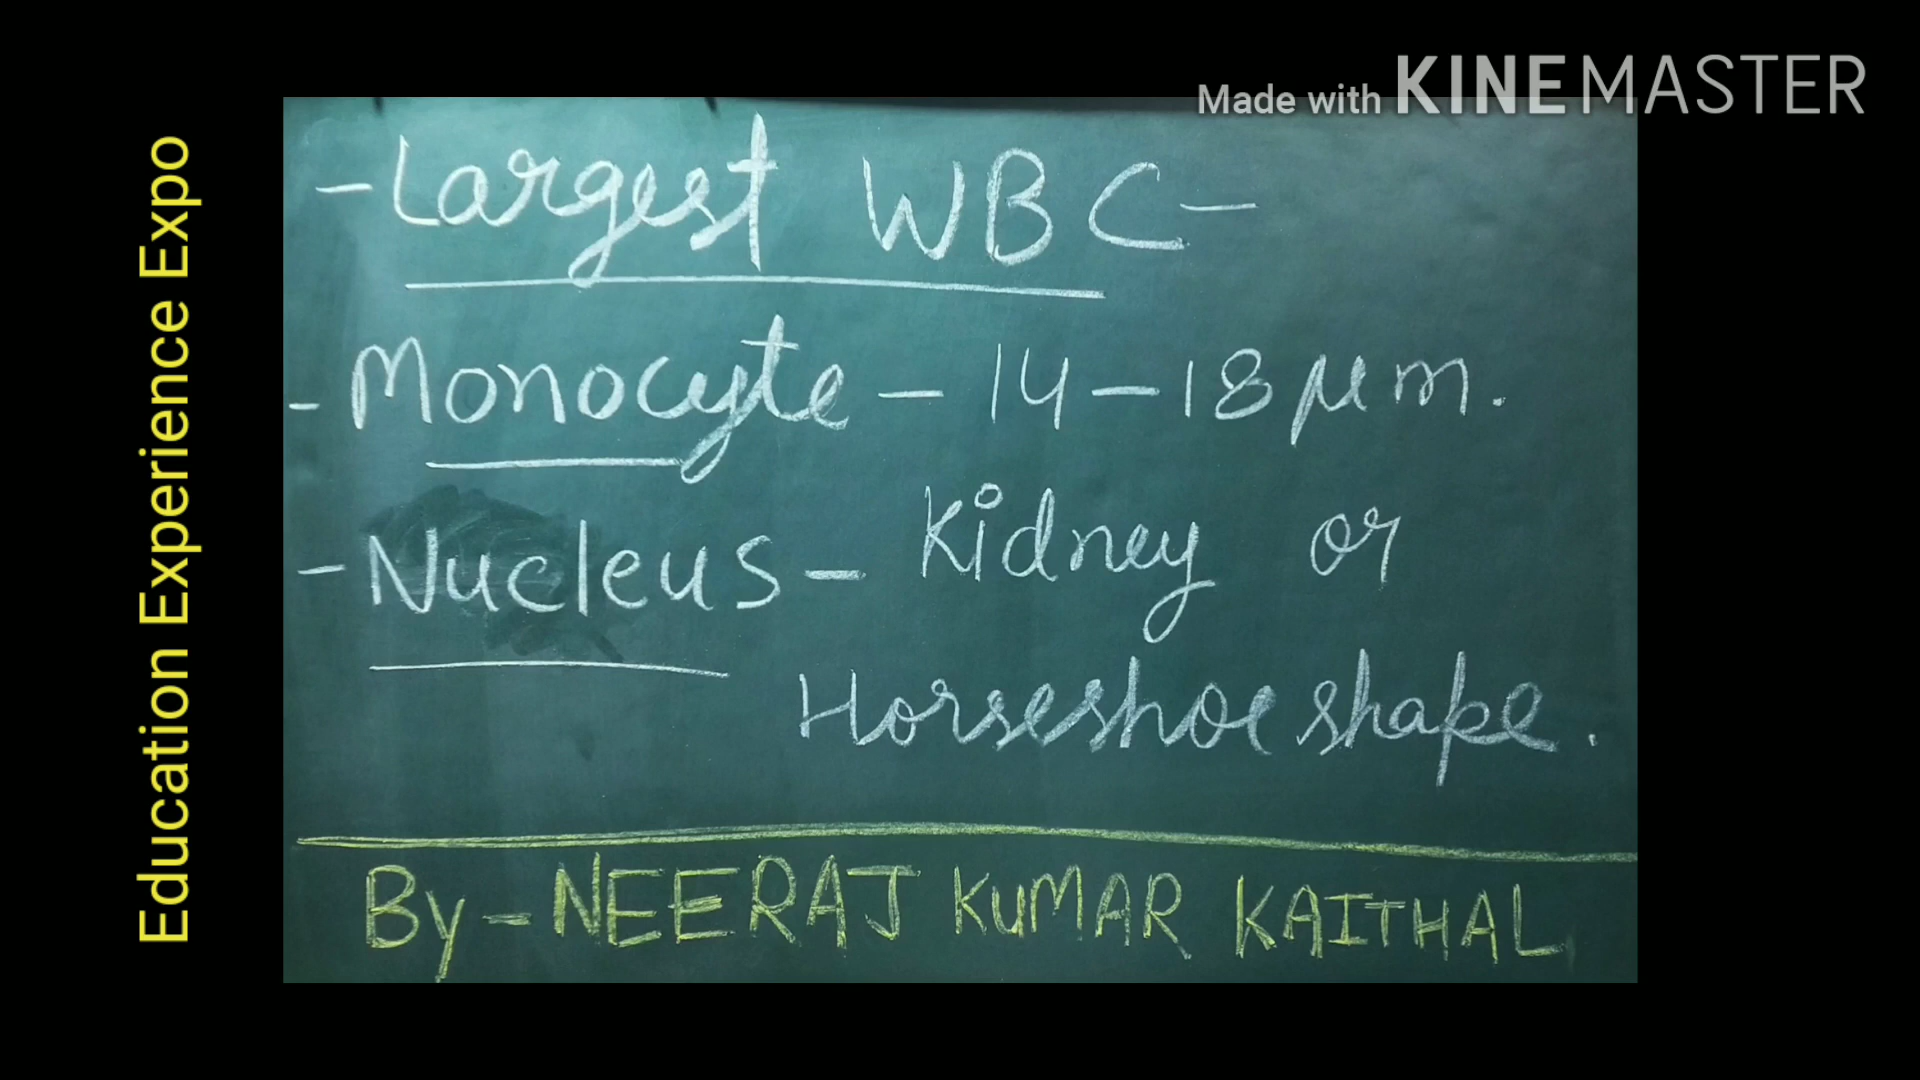 Made with KINEMASTER
Education Experience Expo
- Largest WBC -
- Monocyte - 14 - 18 μm.
- Nucleus - Kidney or
Horseshoe shape.
By - NEERAJ KUMAR KAITHAL